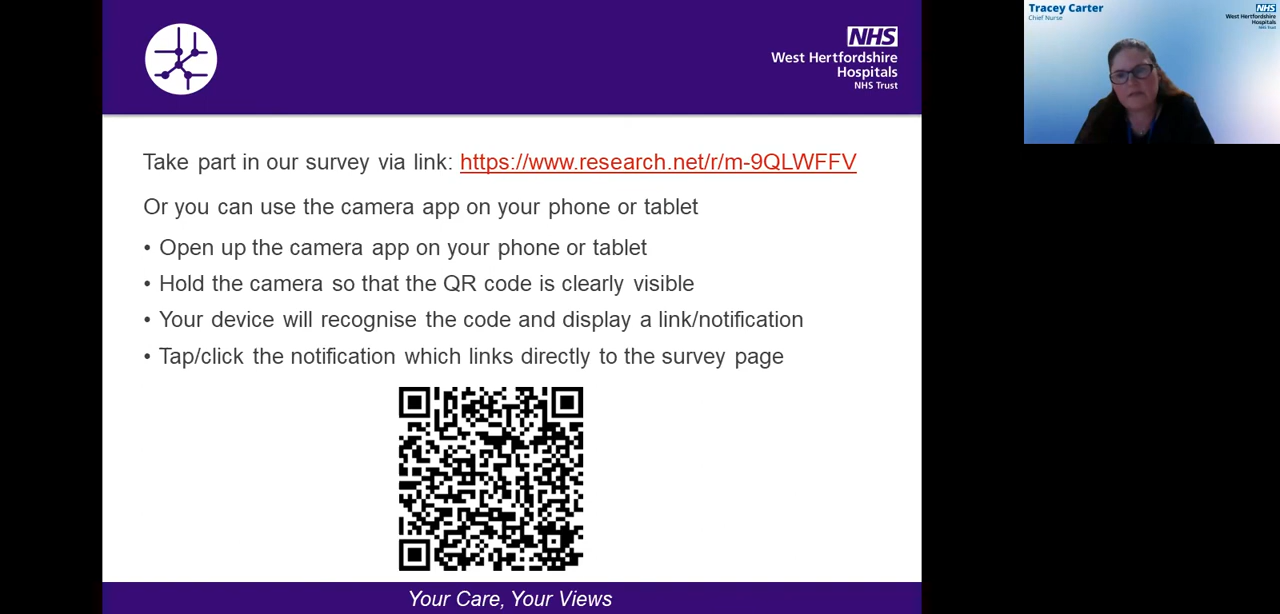 NHS
West Hertfordshire
Hospitals
NHS Trust
Take part in our survey via link: https://www.research.net/r/m-9QLWFFV
Or you can use the camera app on your phone or tablet
• Open up the camera app on your phone or tablet
• Hold the camera so that the QR code is clearly visible
• Your device will recognise the code and display a link/notification
• Tap/click the notification which links directly to the survey page
Your Care, Your Views
Tracey Carter
Chief Nurse
NHS
West Hertfordshire
Hospitals
NHS Trust